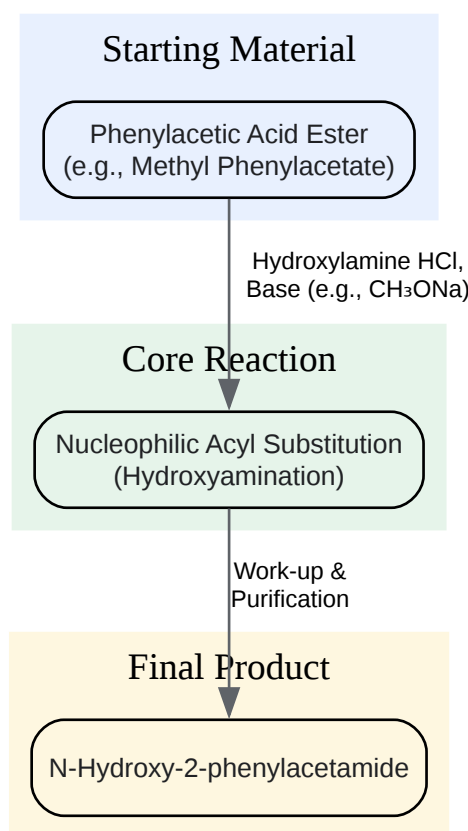 Starting Material
Phenylacetic Acid Ester
(e.g., Methyl Phenylacetate)
Hydroxylamine HCl,
Base (e.g., CH₃ONa)
Core Reaction
Nucleophilic Acyl Substitution
(Hydroxyamination)
Work-up &
Purification
Final Product
N-Hydroxy-2-phenylacetamide